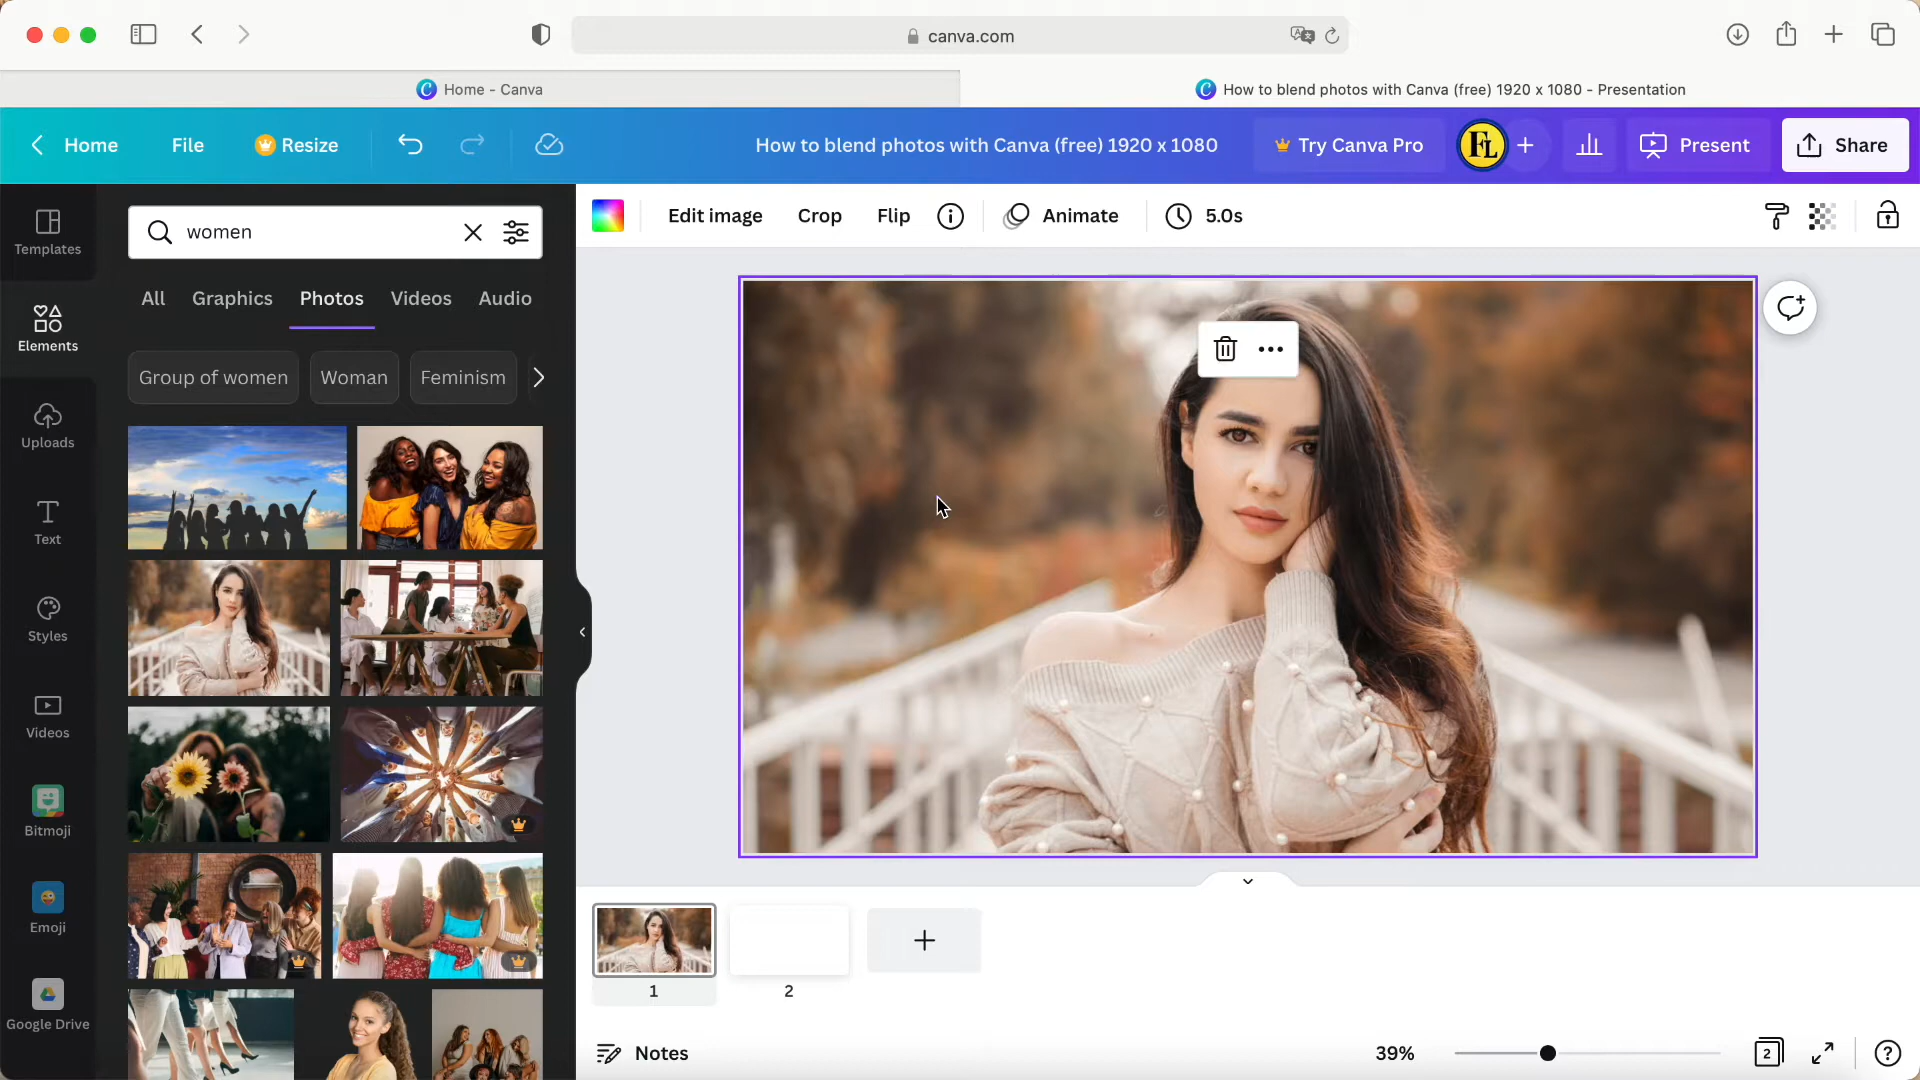 canva.com
Home - Canva
How to blend photos with Canva (free) 1920 x 1080 - Presentation
Home
File
Resize
How to blend photos with Canva (free) 1920 x 1080
Try Canva Pro
FL
Present
Share
Templates
Elements
Uploads
Text
Styles
Videos
Bitmoji
Emoji
Google Drive
women
All
Graphics
Photos
Videos
Audio
Group of women
Woman
Feminism
Edit image
Crop
Flip
Animate
5.0s
1
2
Notes
39%
2